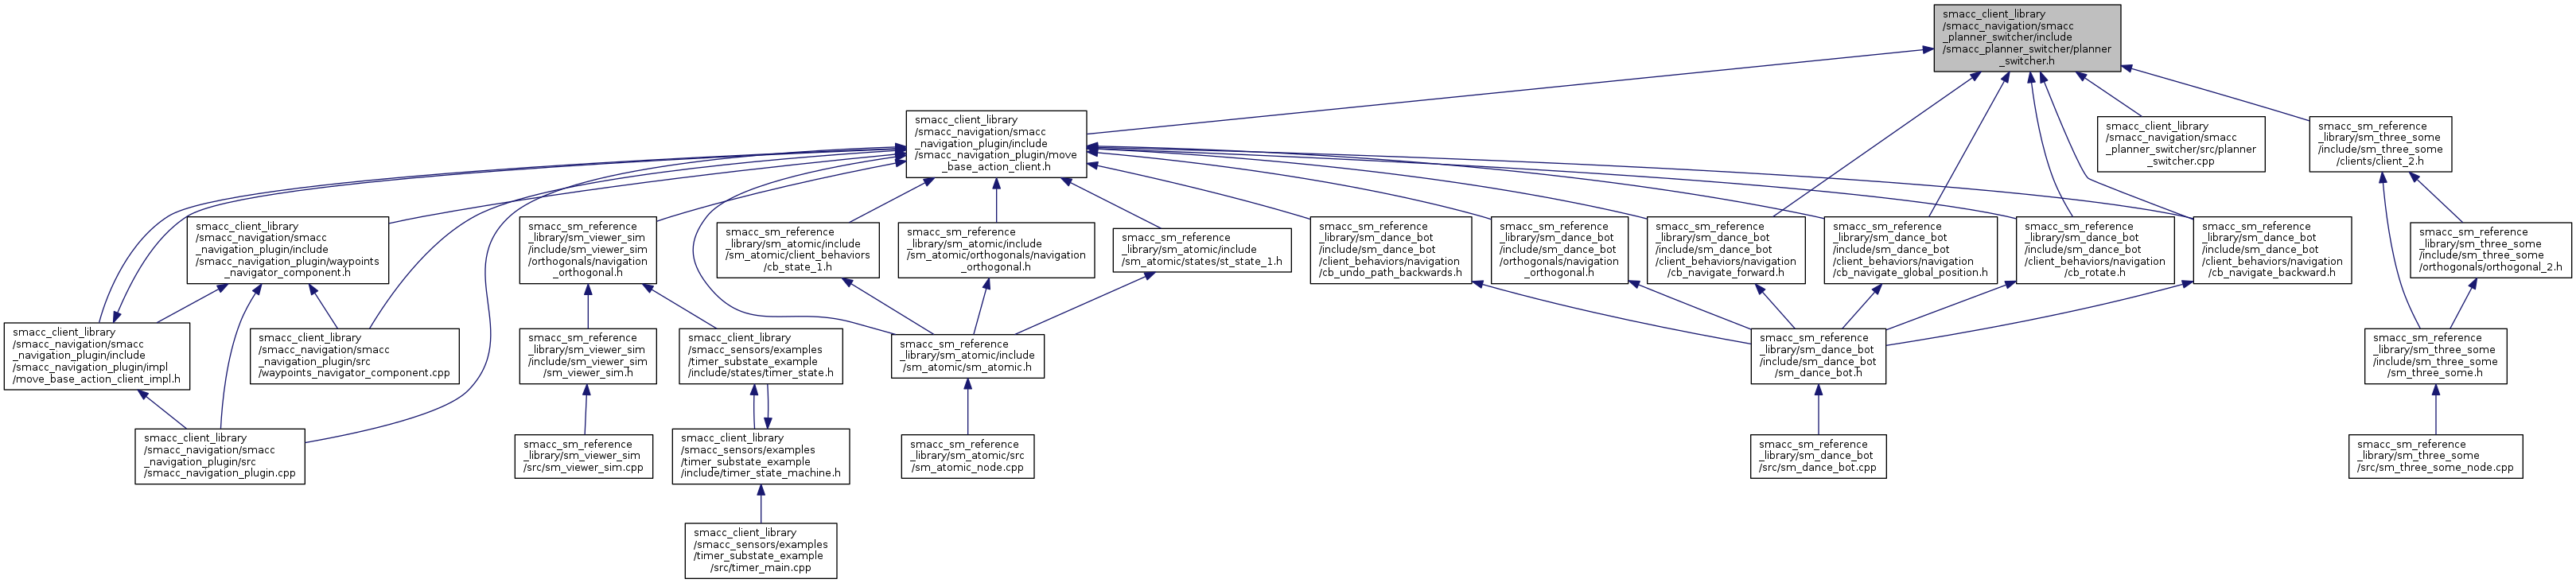 smacc_client_library
/smacc_navigation/smacc
_planner_switcher/include
/smacc_planner_switcher/planner
_switcher.h
smacc_client_library
/smacc_navigation/smacc
_navigation_plugin/include
/smacc_navigation_plugin/move
_base_action_client.h
smacc_client_library
/smacc_navigation/smacc
_planner_switcher/src/planner
_switcher.cpp
smacc_sm_reference
_library/sm_three_some
/include/sm_three_some
/clients/client_2.h
smacc_client_library
/smacc_navigation/smacc
_navigation_plugin/include
/smacc_navigation_plugin/waypoints
_navigator_component.h
smacc_sm_reference
_library/sm_viewer_sim
/include/sm_viewer_sim
/orthogonals/navigation
_orthogonal.h
smacc_sm_reference
_library/sm_atomic/include
/sm_atomic/client_behaviors
/cb_state_1.h
smacc_sm_reference
_library/sm_atomic/include
/sm_atomic/orthogonals/navigation
_orthogonal.h
smacc_sm_reference
_library/sm_atomic/include
/sm_atomic/states/st_state_1.h
smacc_sm_reference
_library/sm_dance_bot
/include/sm_dance_bot
/client_behaviors/navigation
/cb_undo_path_backwards.h
smacc_sm_reference
_library/sm_dance_bot
/include/sm_dance_bot
/orthogonals/navigation
_orthogonal.h
smacc_sm_reference
_library/sm_dance_bot
/include/sm_dance_bot
/client_behaviors/navigation
/cb_navigate_forward.h
smacc_sm_reference
_library/sm_dance_bot
/include/sm_dance_bot
/client_behaviors/navigation
/cb_navigate_global_position.h
smacc_sm_reference
_library/sm_dance_bot
/include/sm_dance_bot
/client_behaviors/navigation
/cb_rotate.h
smacc_sm_reference
_library/sm_dance_bot
/include/sm_dance_bot
/client_behaviors/navigation
/cb_navigate_backward.h
smacc_sm_reference
_library/sm_three_some
/include/sm_three_some
/orthogonals/orthogonal_2.h
smacc_client_library
/smacc_navigation/smacc
_navigation_plugin/include
/smacc_navigation_plugin/impl
/move_base_action_client_impl.h
smacc_client_library
/smacc_navigation/smacc
_navigation_plugin/src
/waypoints_navigator_component.cpp
smacc_sm_reference
_library/sm_viewer_sim
/include/sm_viewer_sim
/sm_viewer_sim.h
smacc_client_library
/smacc_sensors/examples
/timer_substate_example
/include/states/timer_state.h
smacc_sm_reference
_library/sm_atomic/include
/sm_atomic/sm_atomic.h
smacc_sm_reference
_library/sm_dance_bot
/include/sm_dance_bot
/sm_dance_bot.h
smacc_sm_reference
_library/sm_three_some
/include/sm_three_some
/sm_three_some.h
smacc_client_library
/smacc_navigation/smacc
_navigation_plugin/src
/smacc_navigation_plugin.cpp
smacc_sm_reference
_library/sm_viewer_sim
/src/sm_viewer_sim.cpp
smacc_client_library
/smacc_sensors/examples
/timer_substate_example
/include/timer_state_machine.h
smacc_sm_reference
_library/sm_atomic/src
/sm_atomic_node.cpp
smacc_sm_reference
_library/sm_dance_bot
/src/sm_dance_bot.cpp
smacc_sm_reference
_library/sm_three_some
/src/sm_three_some_node.cpp
smacc_client_library
/smacc_sensors/examples
/timer_substate_example
/src/timer_main.cpp